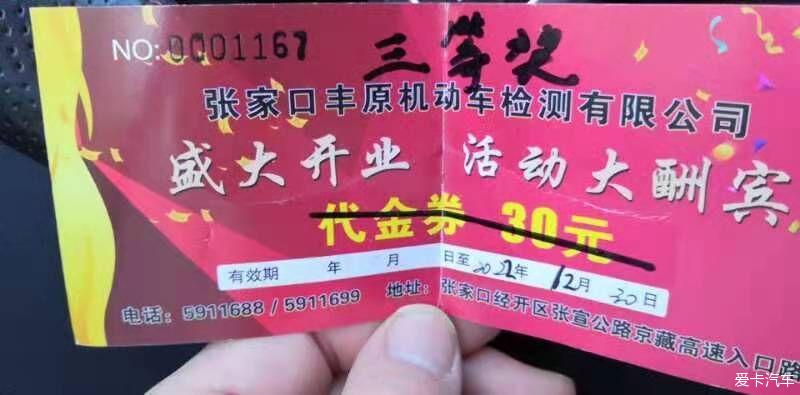 NO: 0001167 三等奖
张家口丰原机动车检测有限公司
盛大开业 活动大酬宾
代金券 30元
有效期 年 月 日至2022年12月30日
电话：5911688 / 5911699 地址：张家口经开区张宣公路京藏高速入口路
爱卡汽车